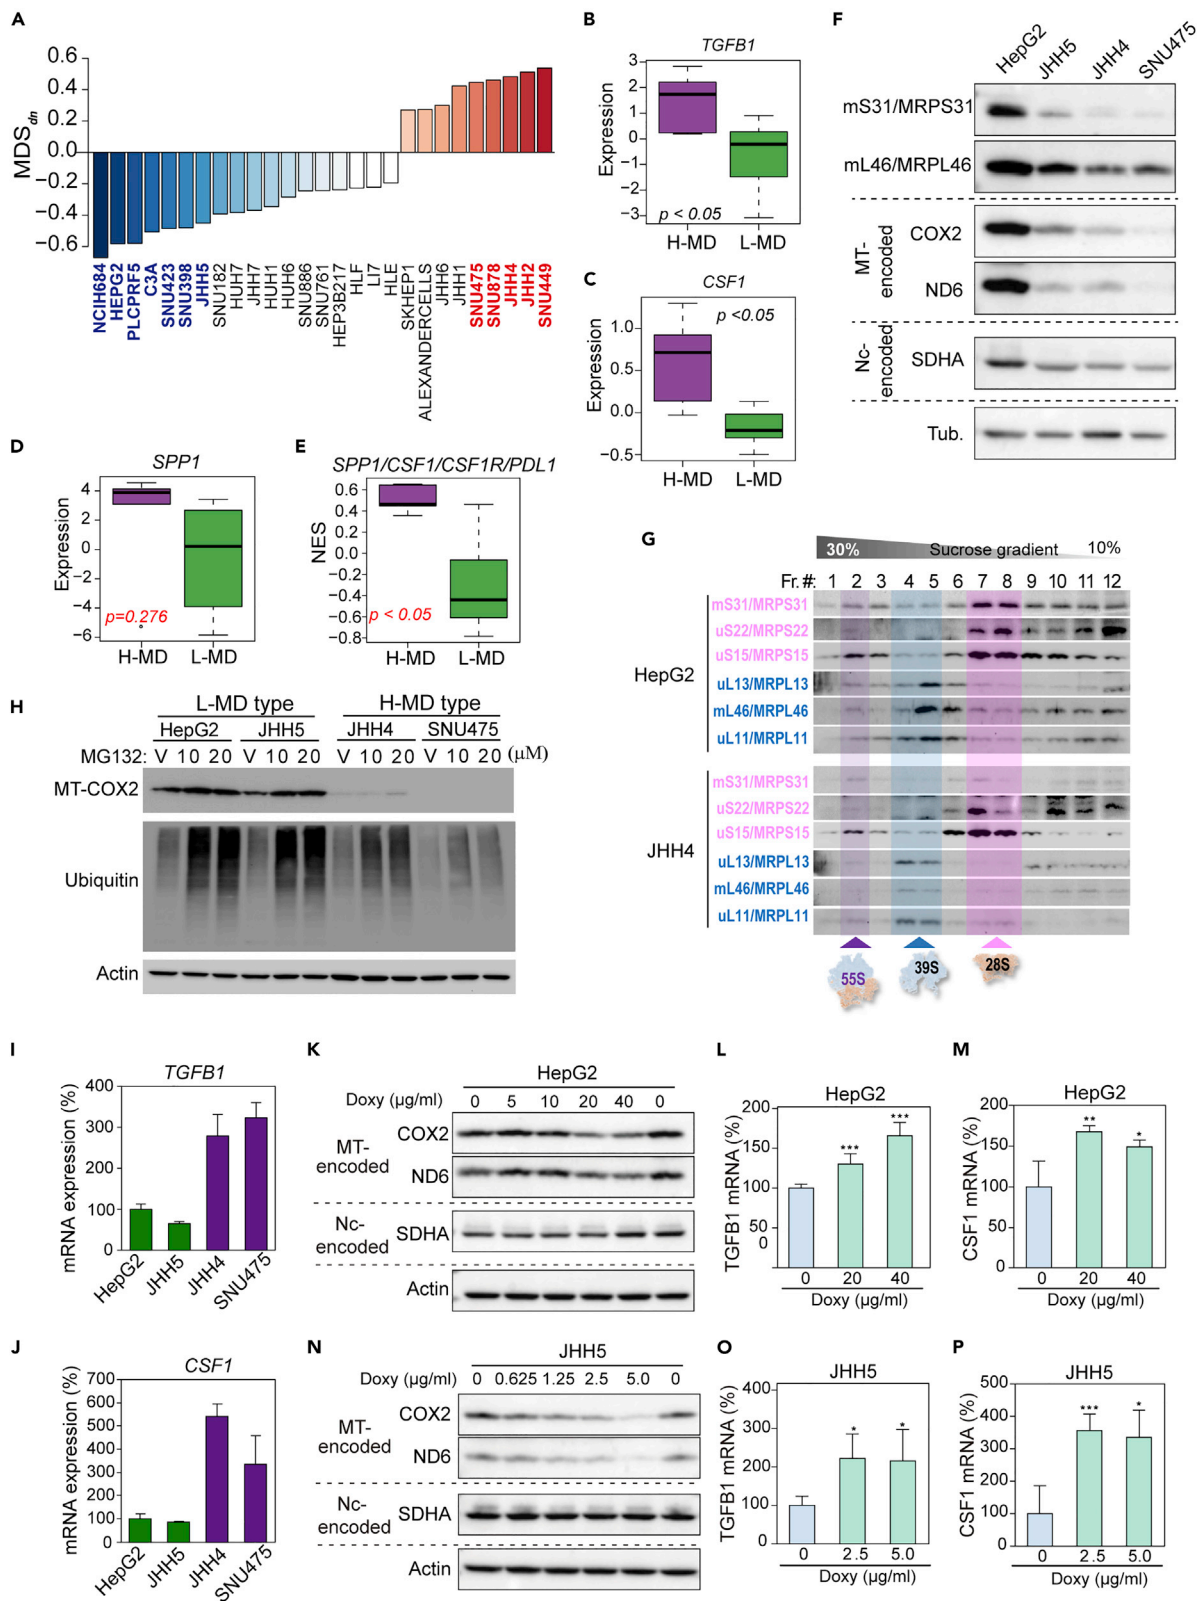 A
0.6
0.4
0.2
0.0
−0.2
−0.4
−0.6
MDSdn
NCIH684
HEPG2
PLCPRF5
C3A
SNU423
SNU398
JHH5
SNU182
HUH7
JHH7
HUH1
HUH6
SNU886
SNU761
HEP3B217
HLF
LI7
HLE
SKHEP1
ALEXANDERCELLS
JHH6
JHH1
SNU475
SNU878
JHH4
JHH2
SNU449
B
TGFB1
Expression
3
2
1
0
−1
−2
−3
p < 0.05
H-MD L-MD
C
CSF1
Expression
1.0
0.5
0.0
−0.5
p <0.05
H-MD L-MD
D
SPP1
Expression
4
2
0
−2
−4
−6
p=0.276
H-MD L-MD
E
SPP1/CSF1/CSF1R/PDL1
NES
0.6
0.4
0.2
0.0
−0.2
−0.4
−0.6
−0.8
p < 0.05
H-MD L-MD
F
HepG2 JHH5 JHH4 SNU475
mS31/MRPS31
mL46/MRPL46
MT-encoded
COX2
ND6
Nc-encoded
SDHA
Tub.
G
30% Sucrose gradient 10%
Fr. #: 1 2 3 4 5 6 7 8 9 10 11 12
HepG2
mS31/MRPS31
uS22/MRPS22
uS15/MRPS15
uL13/MRPL13
mL46/MRPL46
uL11/MRPL11
JHH4
mS31/MRPS31
uS22/MRPS22
uS15/MRPS15
uL13/MRPL13
mL46/MRPL46
uL11/MRPL11
55S 39S 28S
H
L-MD type H-MD type
HepG2 JHH5 JHH4 SNU475
MG132: V 10 20 V 10 20 V 10 20 V 10 20 (μM)
MT-COX2
Ubiquitin
Actin
I
TGFB1
mRNA expression (%)
400
300
200
100
0
HepG2 JHH5 JHH4 SNU475
J
CSF1
mRNA expression (%)
700
600
500
400
300
200
100
0
HepG2 JHH5 JHH4 SNU475
K
HepG2
Doxy (μg/ml) 0 5 10 20 40 0
MT-encoded
COX2
ND6
Nc-encoded
SDHA
Actin
L
HepG2
TGFB1 mRNA (%)
200
150
100
50
0
*** ***
0 20 40
Doxy (μg/ml)
M
HepG2
CSF1 mRNA (%)
200
150
100
50
0
** *
0 20 40
Doxy (μg/ml)
N
JHH5
Doxy (μg/ml) 0 0.625 1.25 2.5 5.0 0
MT-encoded
COX2
ND6
Nc-encoded
SDHA
Actin
O
JHH5
TGFB1 mRNA (%)
400
300
200
100
0
* *
0 2.5 5.0
Doxy (μg/ml)
P
JHH5
CSF1 mRNA (%)
500
400
300
200
100
0
*** *
0 2.5 5.0
Doxy (μg/ml)